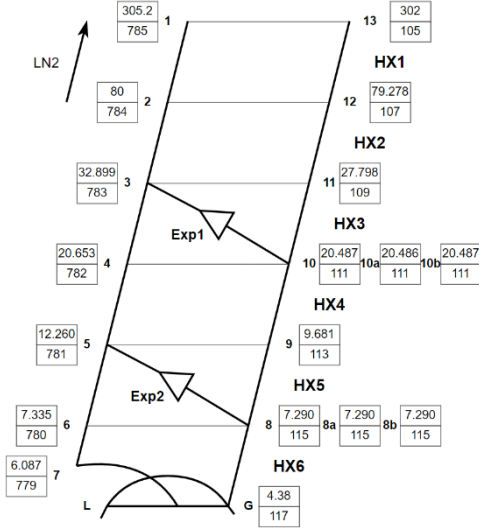 305.2 1 13 302
785 105
LN2 HX1
80 2 12 79.278
784 107
HX2
32.899 3 11 27.798
783 109
Exp1 HX3
20.653 4 10 20.487 10a 20.486 10b 20.487
782 111 111 111
HX4
12.260 5 9 9.681
781 113
Exp2 HX5
7.335 6 8 7.290 8a 7.290 8b 7.290
780 115 115 115
6.087 7 HX6
779
L G 4.38
117